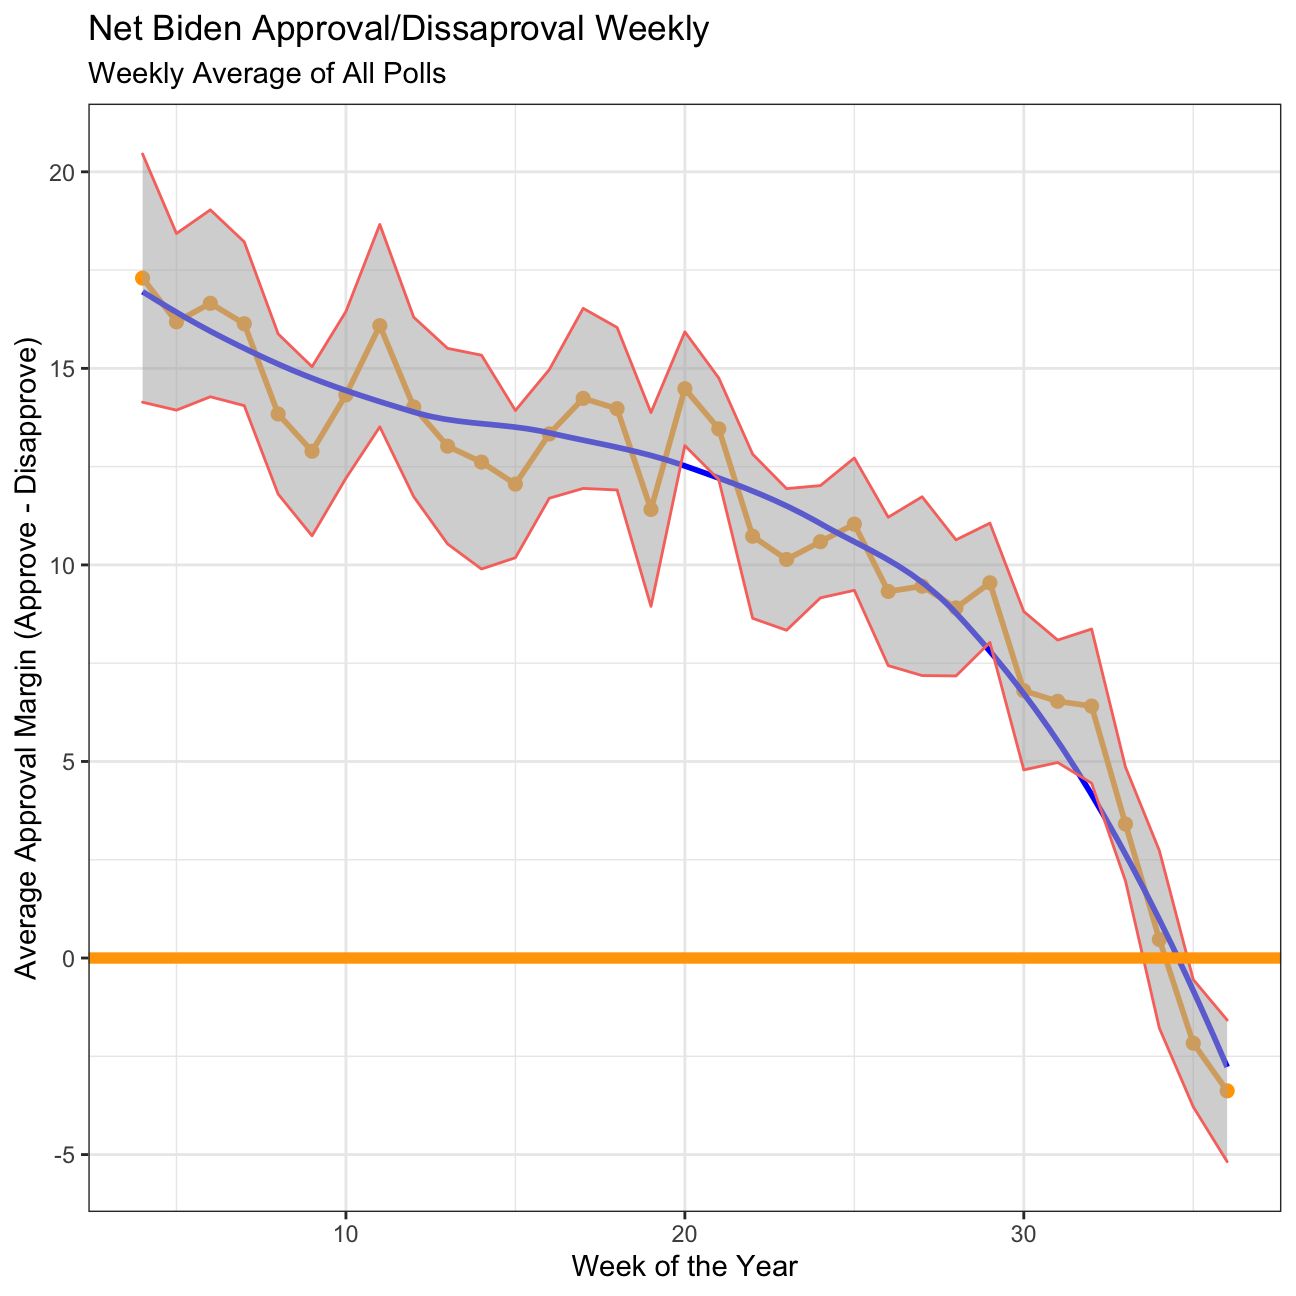 Net Biden Approval/Dissaproval Weekly
Weekly Average of All Polls
Average Approval Margin (Approve - Disapprove)
20
15
10
5
0
-5
10
20
30
Week of the Year